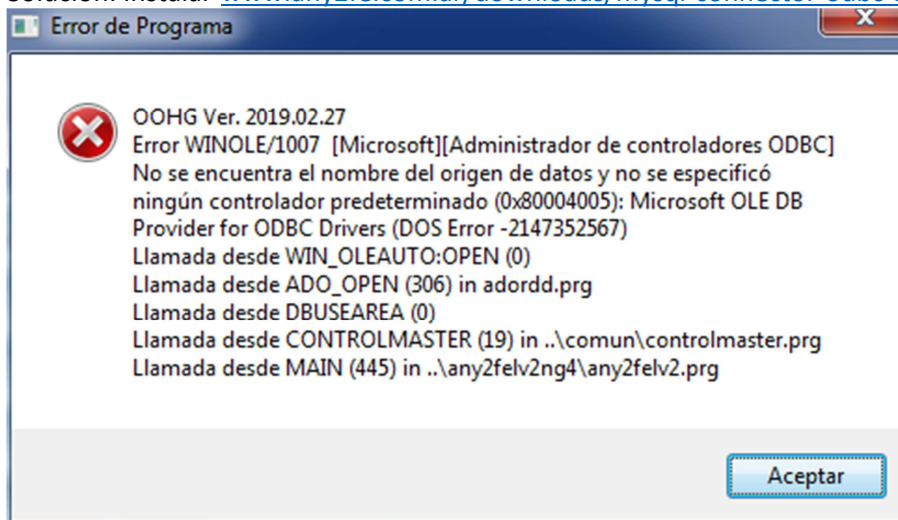 Error de Programa
OOHG Ver. 2019.02.27
Error WINOLE/1007 [Microsoft][Administrador de controladores ODBC]
No se encuentra el nombre del origen de datos y no se especificó
ningún controlador predeterminado (0x80004005): Microsoft OLE DB
Provider for ODBC Drivers (DOS Error -2147352567)
Llamada desde WIN_OLEAUTO:OPEN (0)
Llamada desde ADO_OPEN (306) in adordd.prg
Llamada desde DBUSEAREA (0)
Llamada desde CONTROLMASTER (19) in ..\comun\controlmaster.prg
Llamada desde MAIN (445) in ..\any2felv2ng4\any2felv2.prg
Aceptar